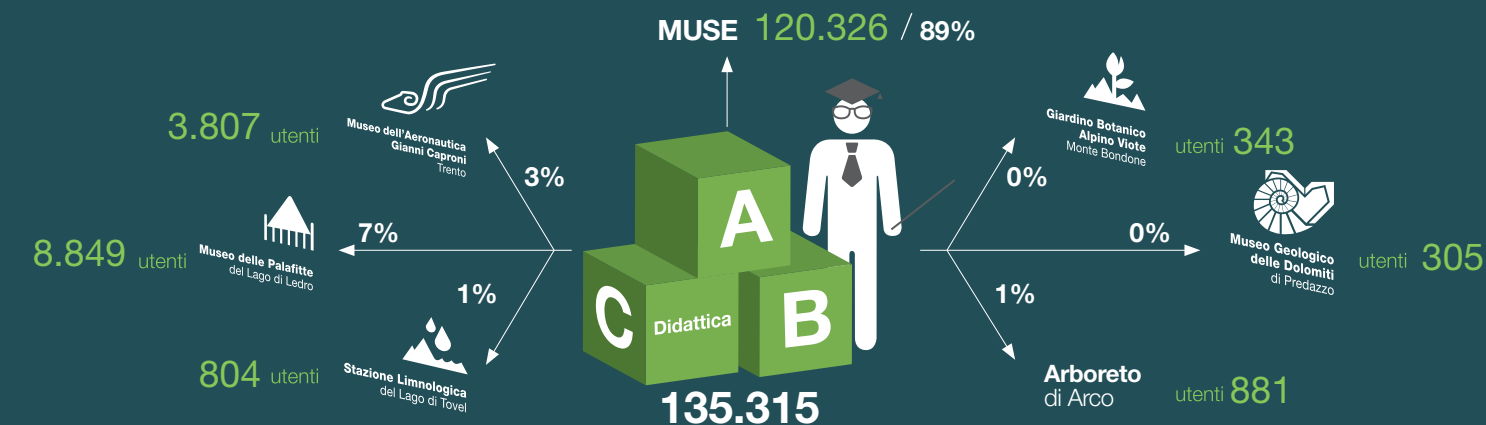 MUSE 120.326 / 89%
3.807 utenti
Museo dell'Aeronautica
Gianni Caproni
Trento
3%
8.849 utenti
Museo delle Palafitte
del Lago di Ledro
7%
804 utenti
Stazione Limnologica
del Lago di Tovel
1%
A
C
Didattica
B
135.315
Giardino Botanico
Alpino Viote
Monte Bondone
utenti 343
0%
Museo Geologico
delle Dolomiti
di Predazzo
utenti 305
0%
Arboreto
di Arco
utenti 881
1%